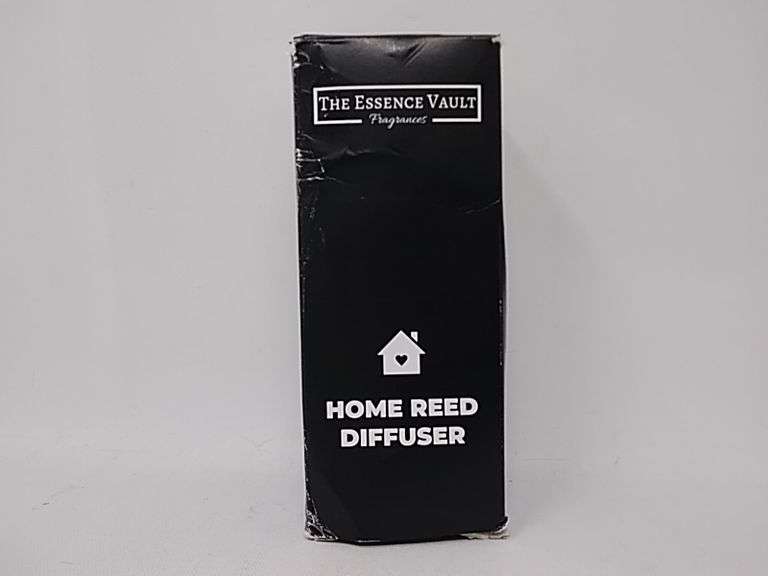 THE ESSENCE VAULT
Fragrances
HOME REED
DIFFUSER